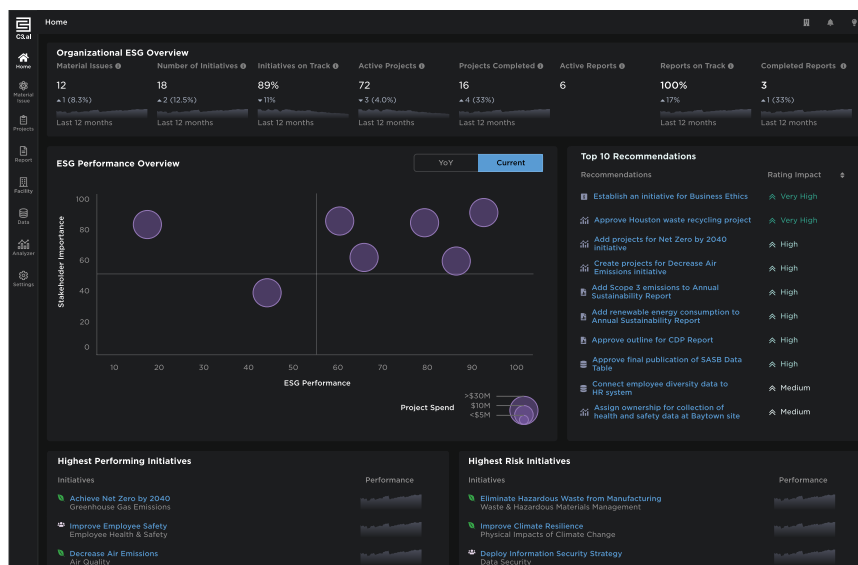 C3.ai
Home
Home
Material Issue
Projects
Report
Facility
Data
Analyzer
Settings
Organizational ESG Overview
Material Issues
12
1 (8.3%)
Last 12 months
Number of Initiatives
18
2 (12.5%)
Last 12 months
Initiatives on Track
89%
11%
Last 12 months
Active Projects
72
3 (4.0%)
Last 12 months
Projects Completed
16
4 (33%)
Last 12 months
Active Reports
6
Reports on Track
100%
17%
Last 12 months
Completed Reports
3
1 (33%)
Last 12 months
ESG Performance Overview
YoY
Current
Stakeholder Importance
100
80
60
40
20
0
10 20 30 40 50 60 70 80 90 100
ESG Performance
Project Spend
>$30M
$10M
<$5M
Top 10 Recommendations
Recommendations Rating Impact
Establish an initiative for Business Ethics Very High
Approve Houston waste recycling project Very High
Add projects for Net Zero by 2040
initiative High
Create projects for Decrease Air
Emissions initiative High
Add Scope 3 emissions to Annual
Sustainability Report High
Add renewable energy consumption to
Annual Sustainability Report High
Approve outline for CDP Report High
Approve final publication of SASB Data
Table High
Connect employee diversity data to
HR system Medium
Assign ownership for collection of
health and safety data at Baytown site Medium
Highest Performing Initiatives
Initiatives Performance
Achieve Net Zero by 2040
Greenhouse Gas Emissions
Improve Employee Safety
Employee Health & Safety
Decrease Air Emissions
Air Quality
Highest Risk Initiatives
Initiatives Performance
Eliminate Hazardous Waste from Manufacturing
Waste & Hazardous Materials Management
Improve Climate Resilience
Physical Impacts of Climate Change
Deploy Information Security Strategy
Data Security